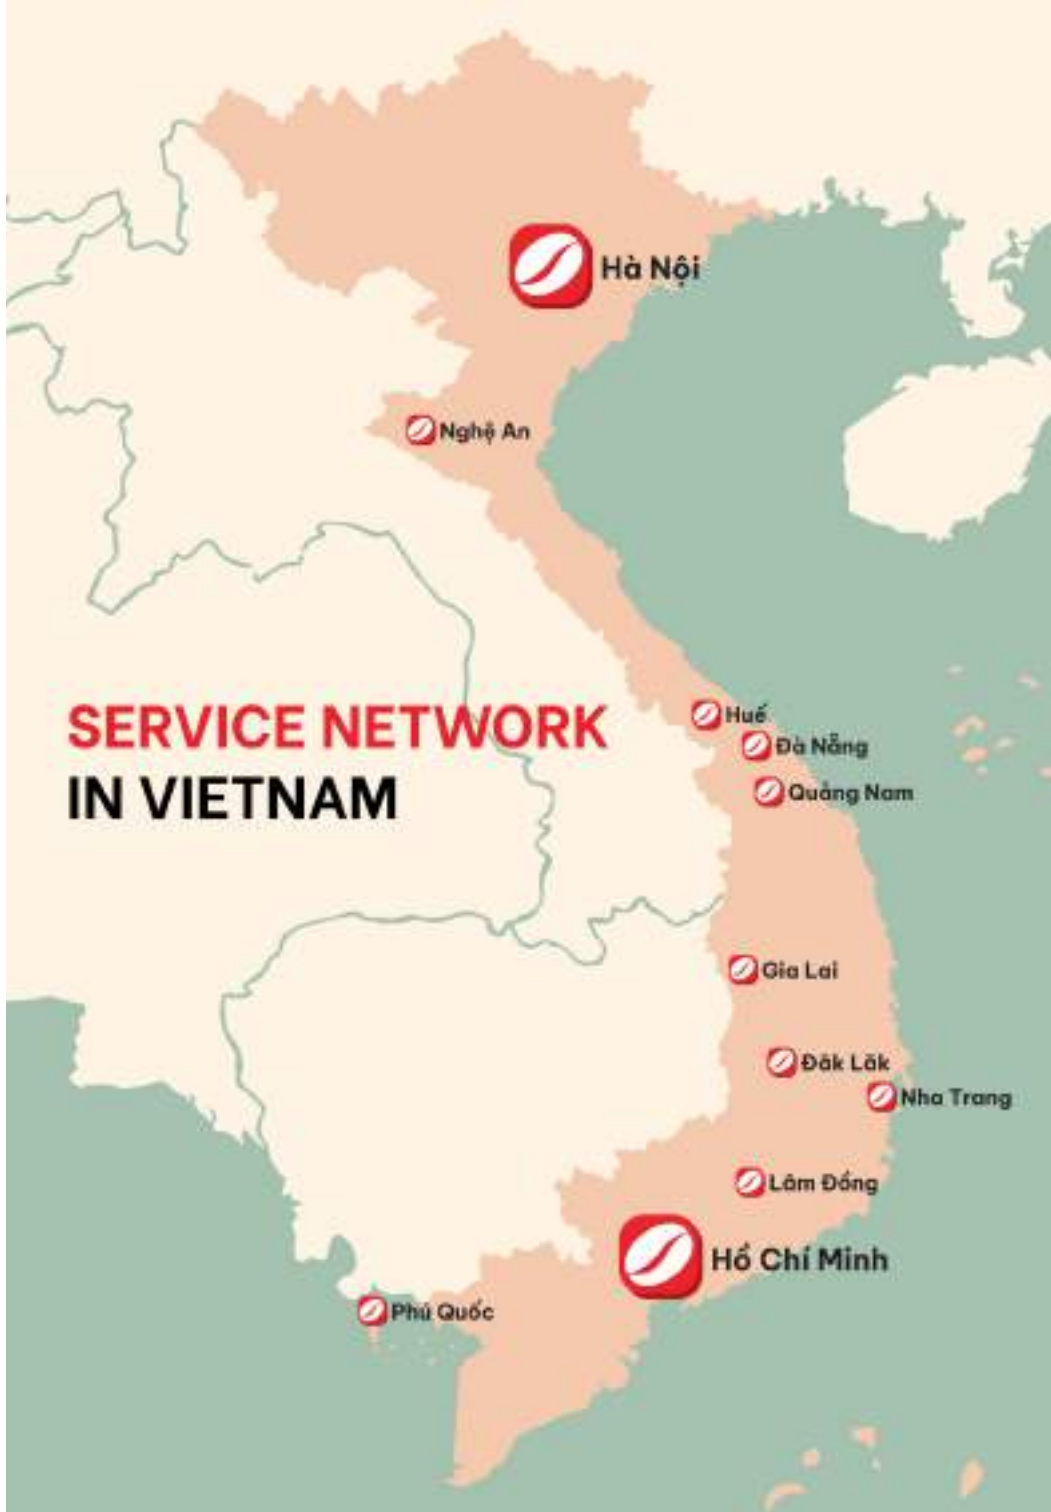 Hà Nội
Nghệ An
SERVICE NETWORK
IN VIETNAM
Huế
Đà Nẵng
Quảng Nam
Gia Lai
Đăk Lăk
Nha Trang
Lâm Đồng
Hồ Chí Minh
Phú Quốc